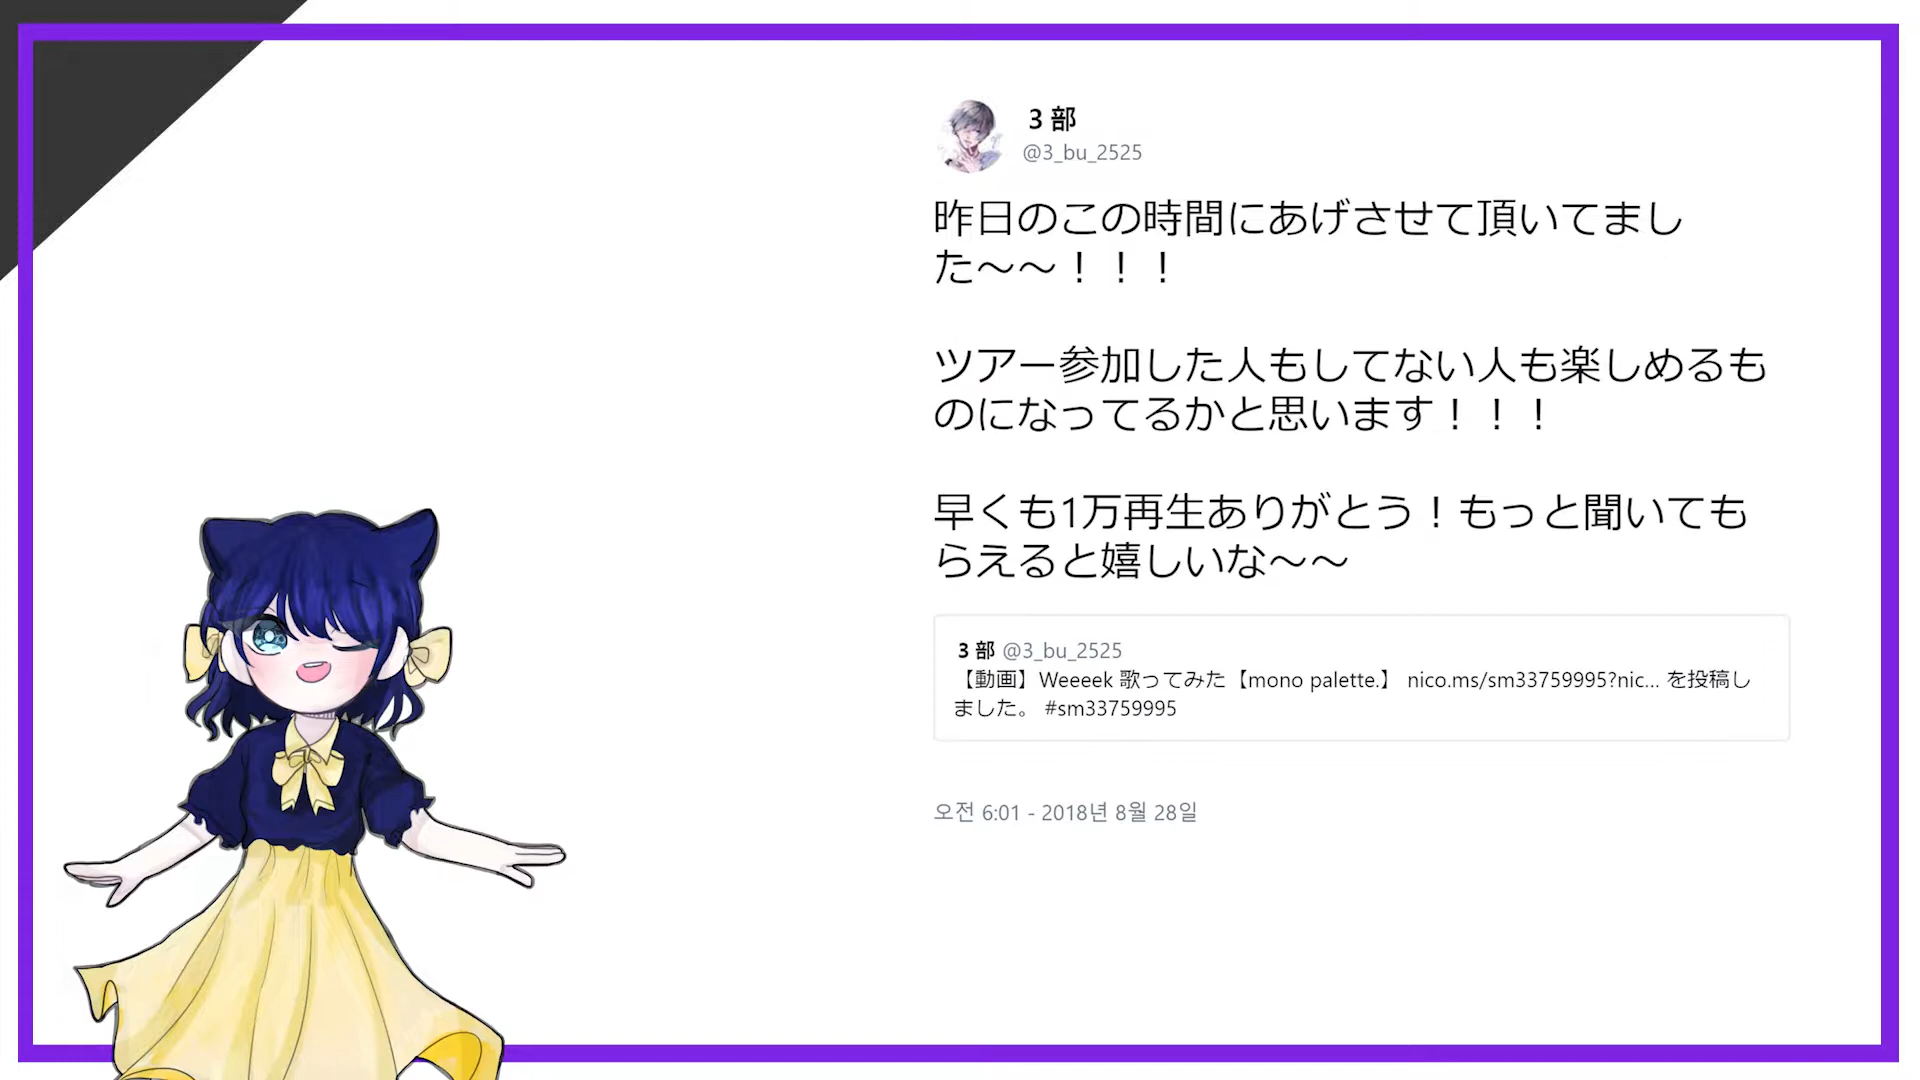 3 部
@3_bu_2525
昨日のこの時間にあげさせて頂いてまし
た〜〜！！！
ツアー参加した人もしてない人も楽しめるも
のになってるかと思います！！！
早くも1万再生ありがとう！もっと聞いても
らえると嬉しいな〜〜
3 部 @3_bu_2525
【動画】Weeeek 歌ってみた【mono palette.】 nico.ms/sm33759995?nic... を投稿し
ました。 #sm33759995
오전 6:01 - 2018년 8월 28일